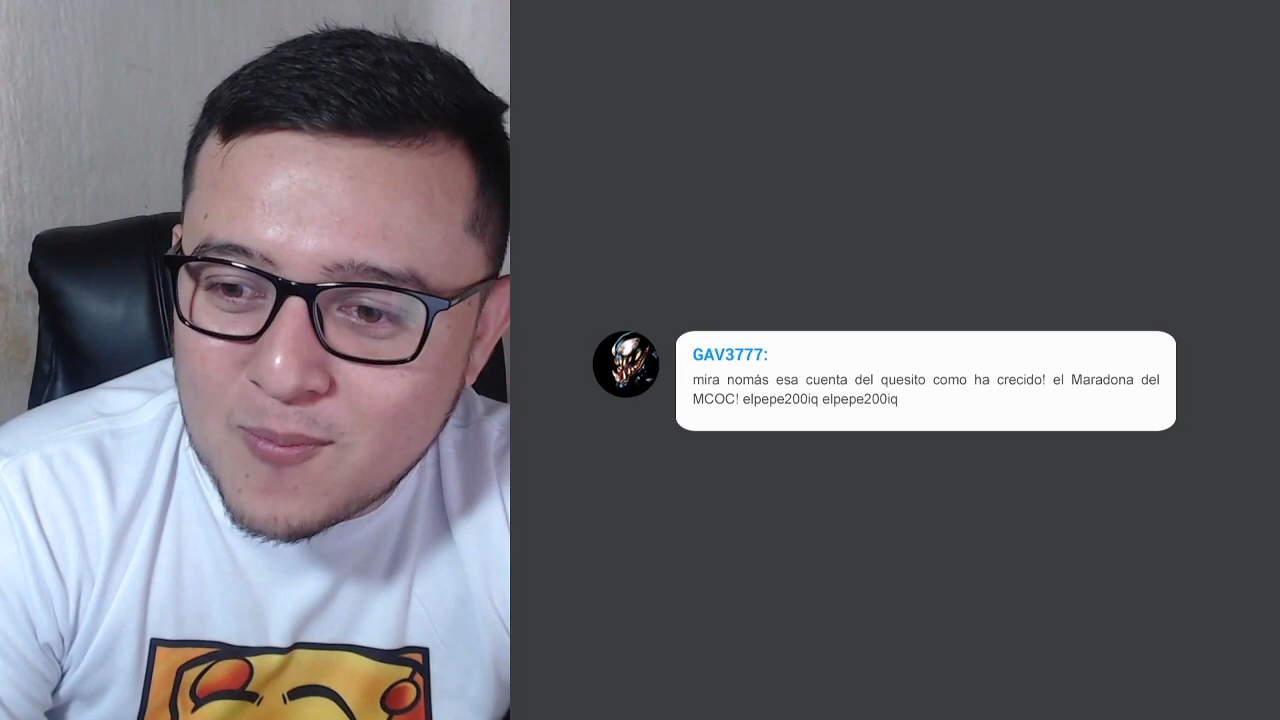 GAV3777:
mira nomás esa cuenta del quesito como ha crecido! el Maradona del
MCOC! elpepe200iq elpepe200iq